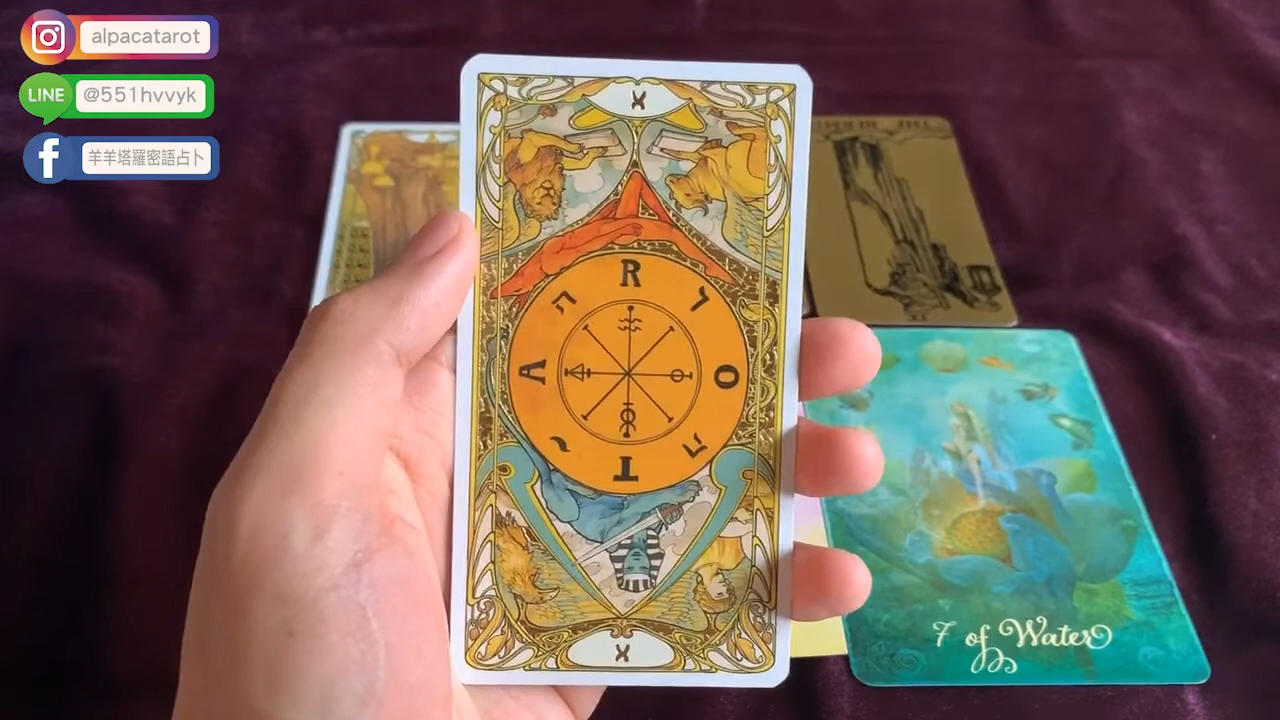 alpacatarot
LINE
@551hvvyk
羊羊塔羅密語占卜
X
R
O
T
A
7 of Water
X